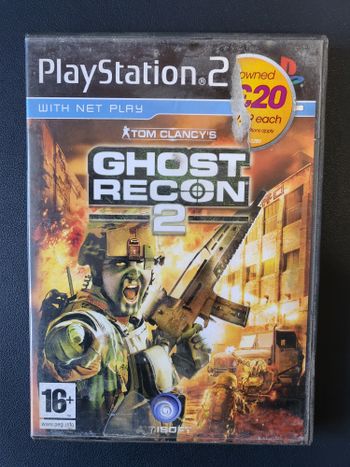 PlayStation 2
owned
£20
each
WITH NET PLAY
TOM CLANCY'S
GHOST
RECON
2
16+
www.pegi.info
UBISOFT